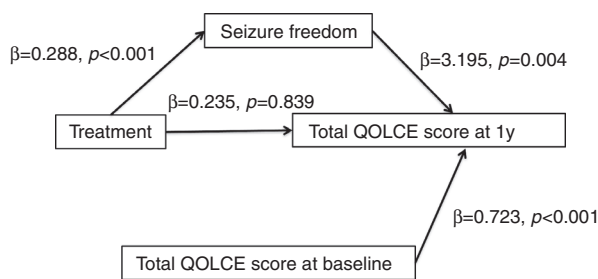 Seizure freedom
β=0.288, p<0.001
β=3.195, p=0.004
β=0.235, p=0.839
Treatment
Total QOLCE score at 1y
β=0.723, p<0.001
Total QOLCE score at baseline